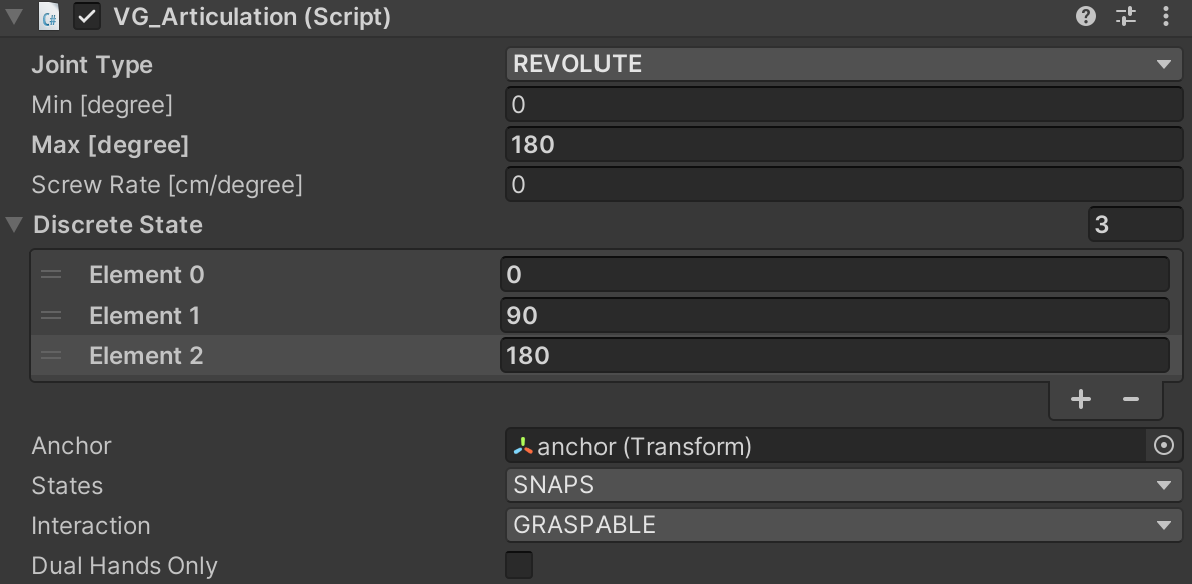 VG_Articulation (Script)
Joint Type REVOLUTE
Min [degree] 0
Max [degree] 180
Screw Rate [cm/degree] 0
Discrete State 3
Element 0 0
Element 1 90
Element 2 180
+ −
Anchor anchor (Transform)
States SNAPS
Interaction GRASPABLE
Dual Hands Only